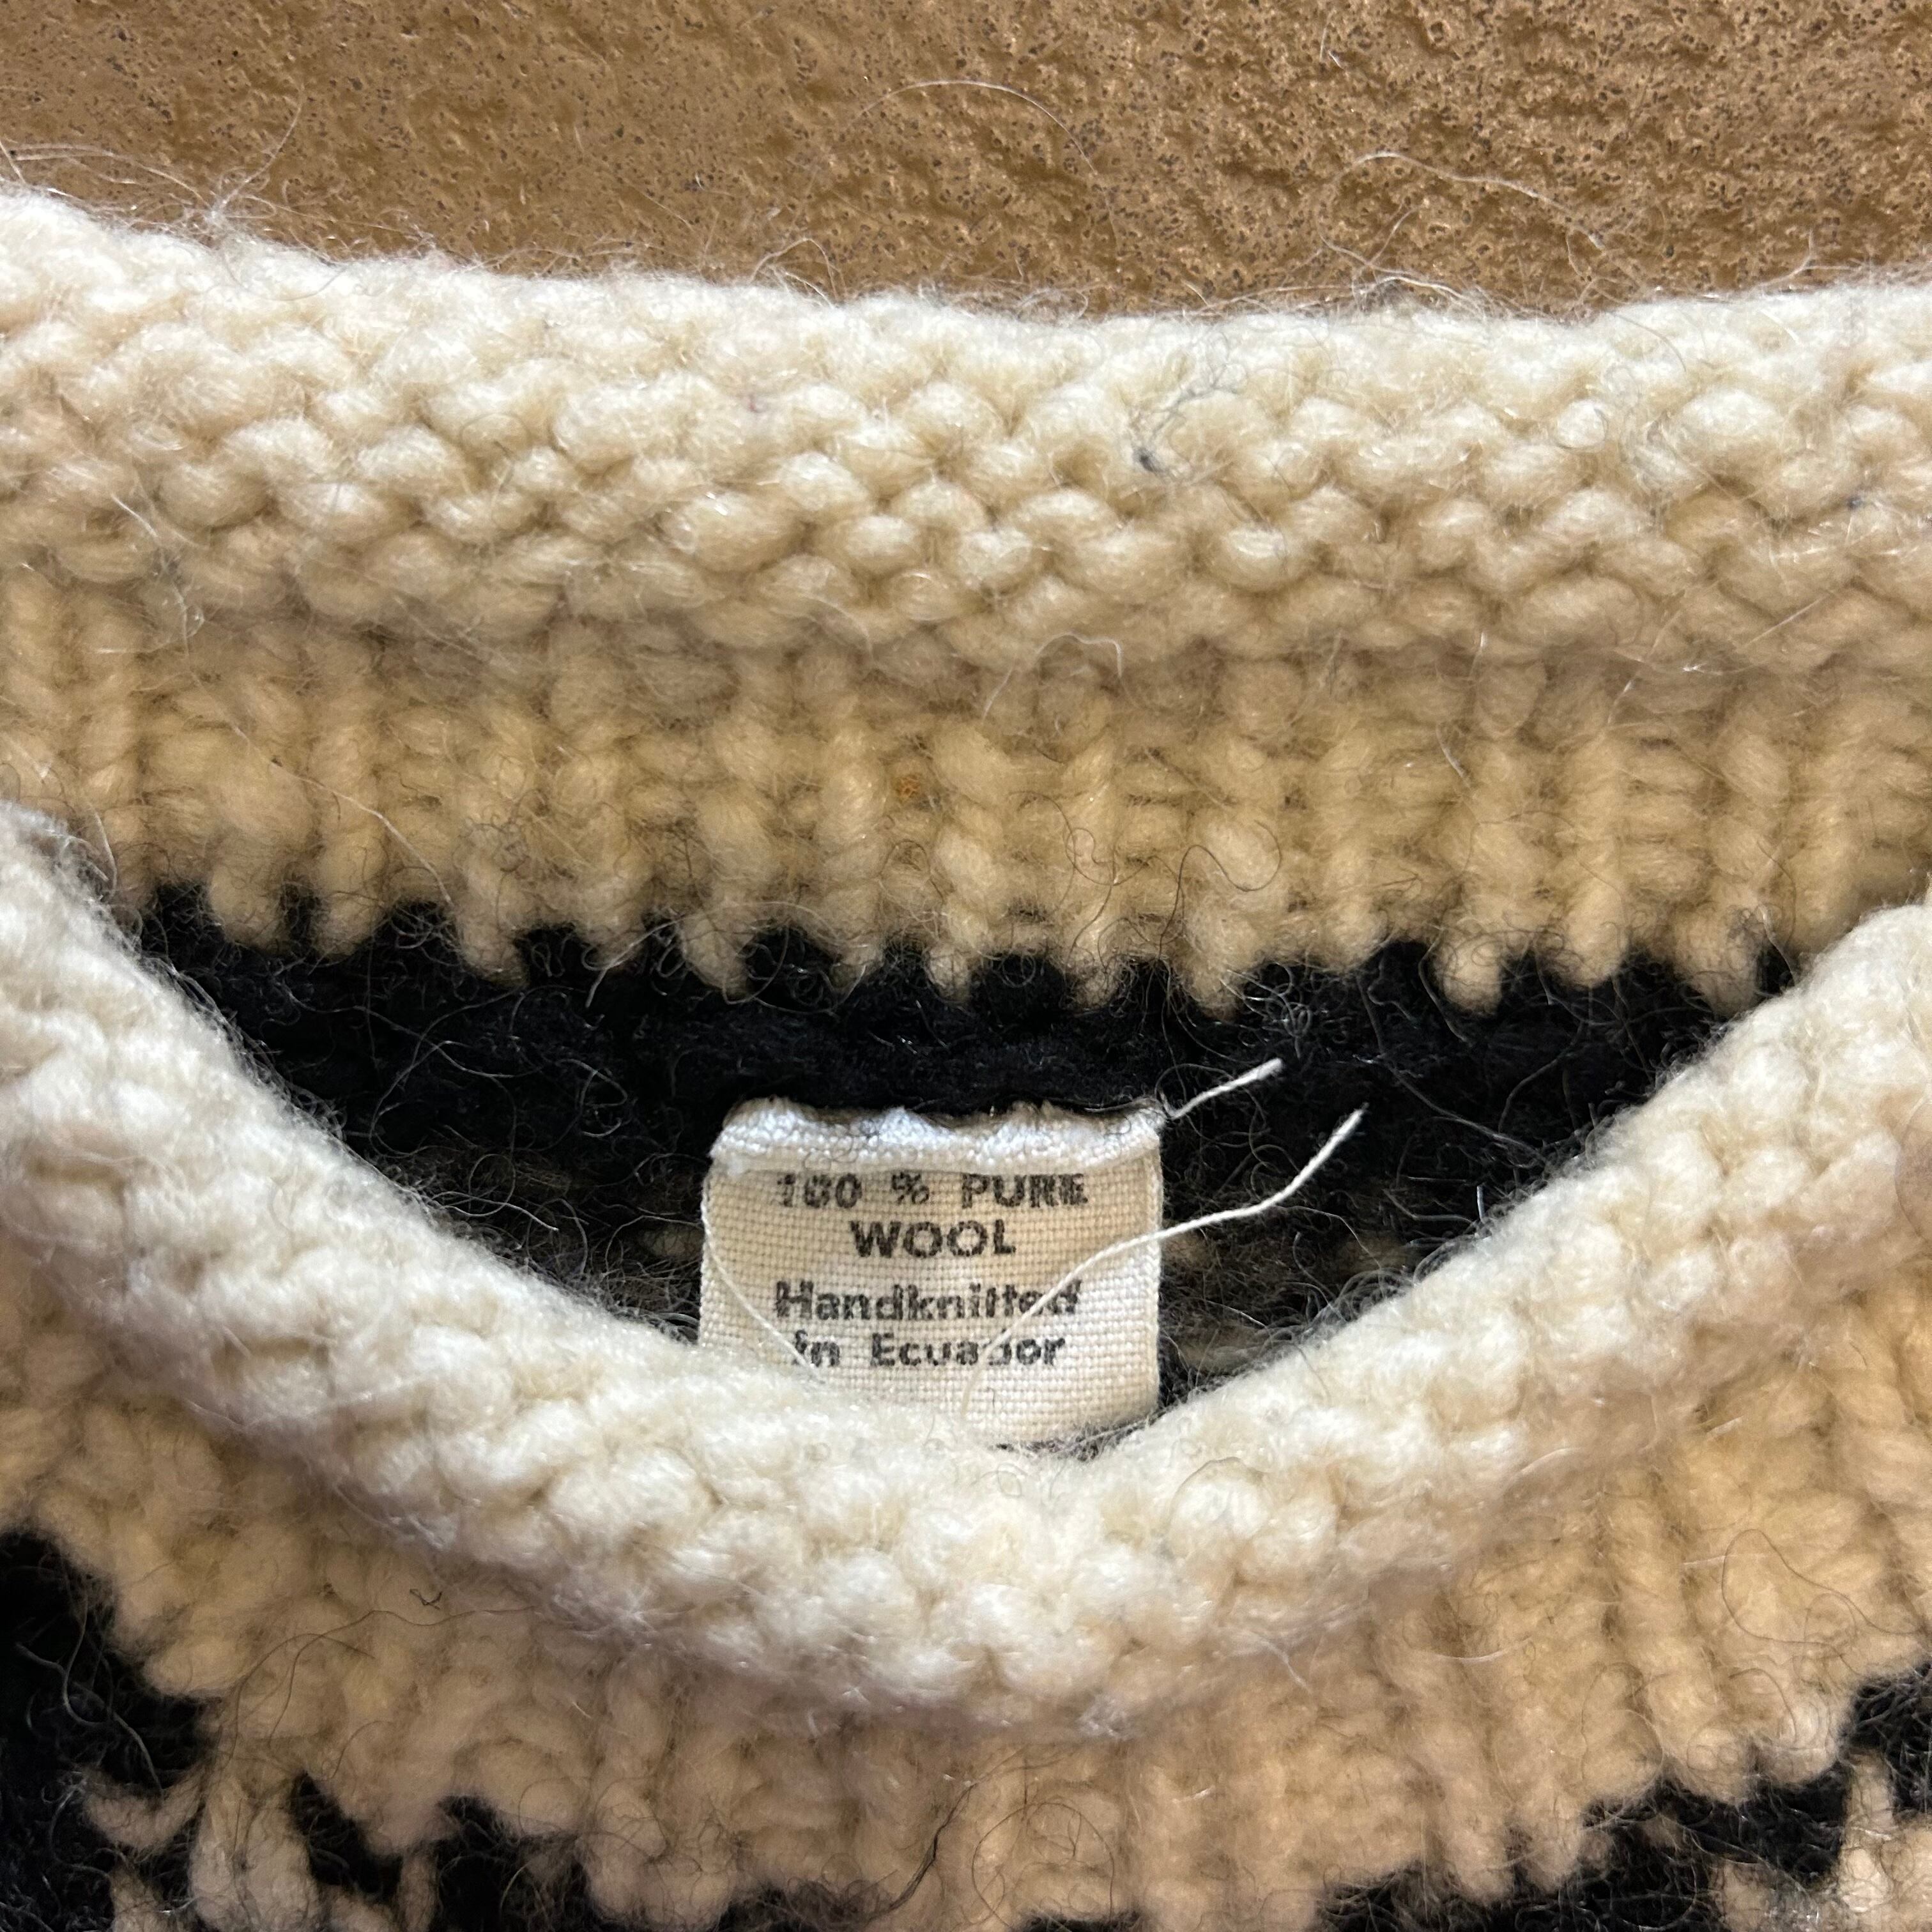 100 % PURE
WOOL
Handknitted
in Ecuador